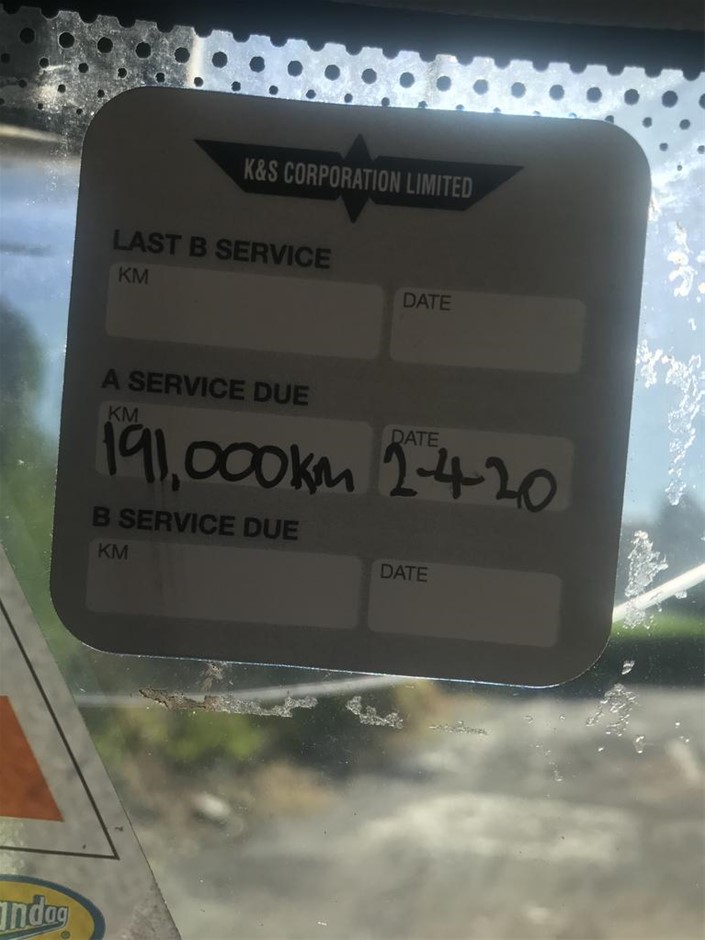 K&S CORPORATION LIMITED
LAST B SERVICE
KM DATE
A SERVICE DUE
KM DATE
191,000km 2-4-20
B SERVICE DUE
KM DATE